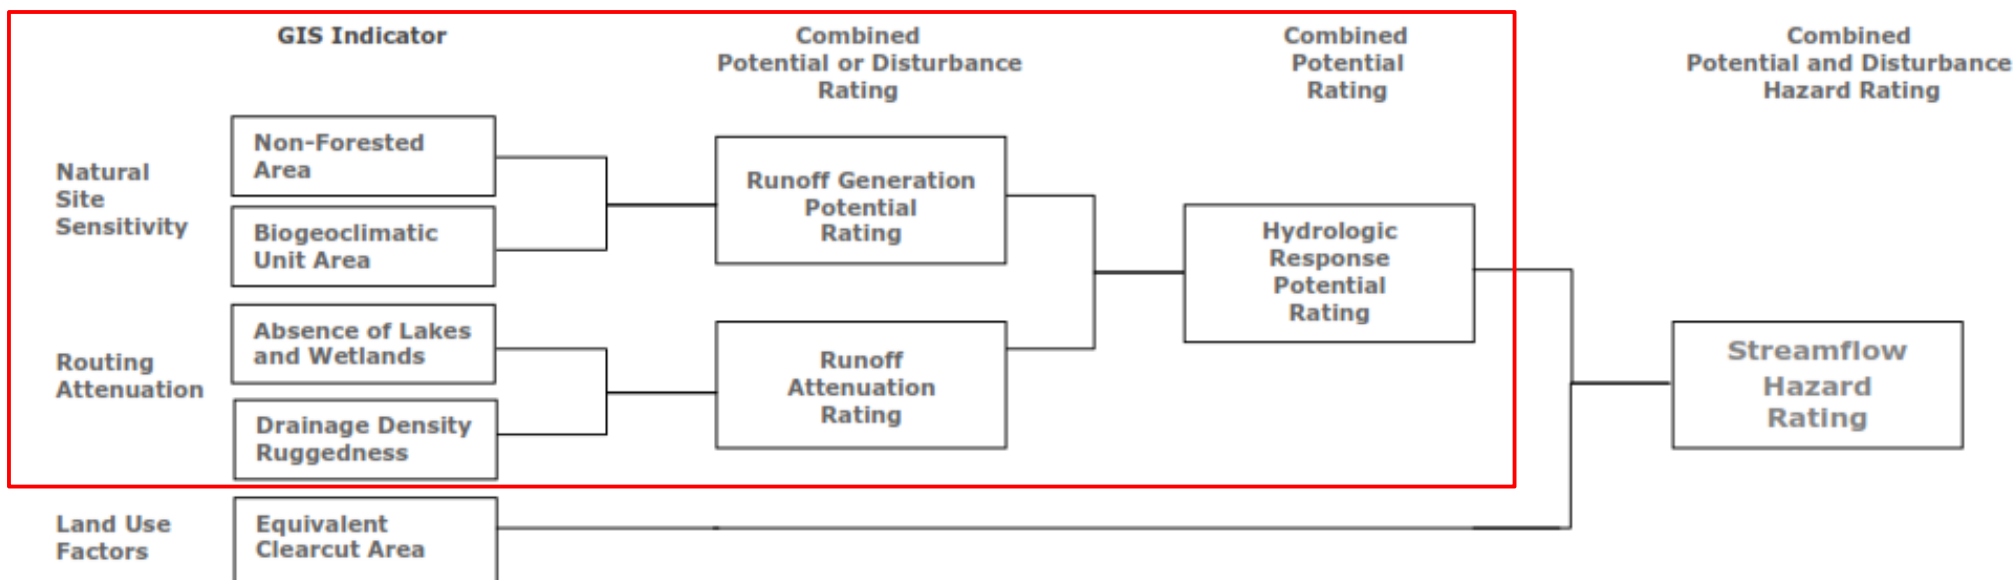 GIS Indicator
Combined
Potential or Disturbance
Rating
Combined
Potential
Rating
Combined
Potential and Disturbance
Hazard Rating
Natural
Site
Sensitivity
Non-Forested
Area
Biogeoclimatic
Unit Area
Runoff Generation
Potential
Rating
Hydrologic
Response
Potential
Rating
Routing
Attenuation
Absence of Lakes
and Wetlands
Drainage Density
Ruggedness
Runoff
Attenuation
Rating
Streamflow
Hazard
Rating
Land Use
Factors
Equivalent
Clearcut Area